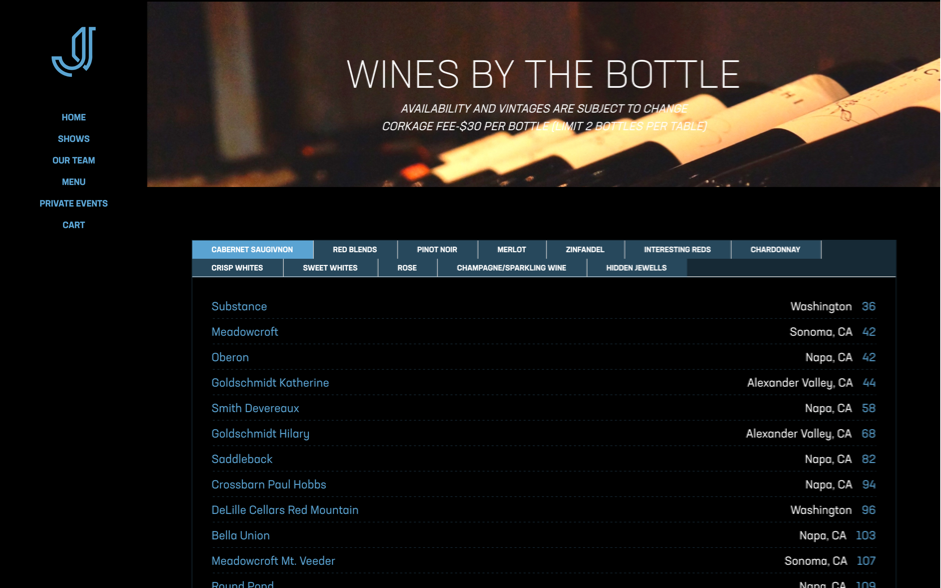 HOME
SHOWS
OUR TEAM
MENU
PRIVATE EVENTS
CART
WINES BY THE BOTTLE
AVAILABILITY AND VINTAGES ARE SUBJECT TO CHANGE
CORKAGE FEE-$30 PER BOTTLE (LIMIT 2 BOTTLES PER TABLE)
CABERNET SAUGIVNON RED BLENDS PINOT NOIR MERLOT ZINFANDEL INTERESTING REDS CHARDONNAY
CRISP WHITES SWEET WHITES ROSE CHAMPAGNE/SPARKLING WINE HIDDEN JEWELLS
Substance Washington 36
Meadowcroft Sonoma, CA 42
Oberon Napa, CA 42
Goldschmidt Katherine Alexander Valley, CA 44
Smith Devereaux Napa, CA 58
Goldschmidt Hilary Alexander Valley, CA 68
Saddleback Napa, CA 82
Crossbarn Paul Hobbs Napa, CA 94
DeLille Cellars Red Mountain Washington 96
Bella Union Napa, CA 103
Meadowcroft Mt. Veeder Sonoma, CA 107
Round Pond Napa, CA 109